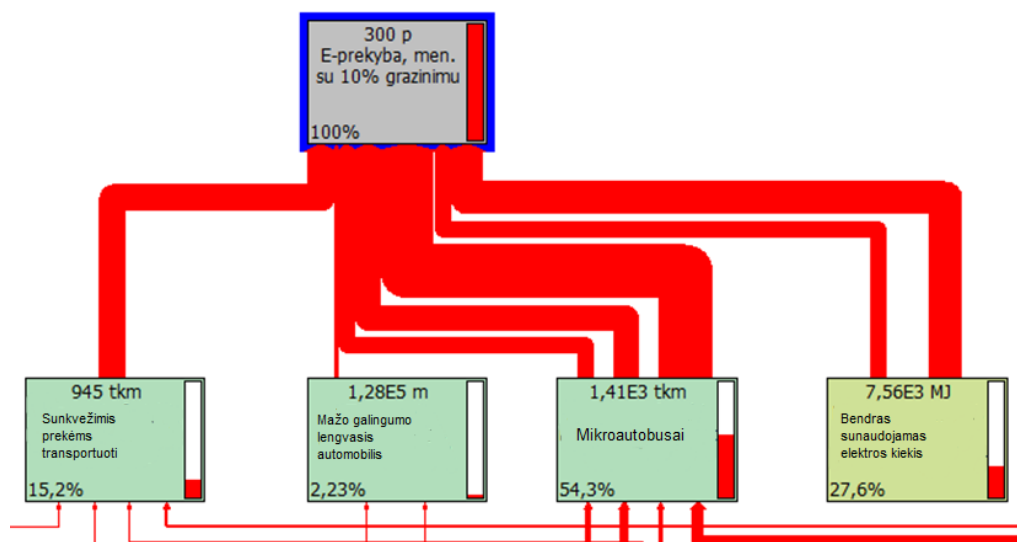 300 p
E-prekyba, men.
su 10% grazinimu
100%
945 tkm
Sunkvežimis
prekėms
transportuoti
15,2%
1,28E5 m
Mažo galingumo
lengvasis
automobilis
2,23%
1,41E3 tkm
Mikroautobusai
54,3%
7,56E3 MJ
Bendras
sunaudojamas
elektros kiekis
27,6%